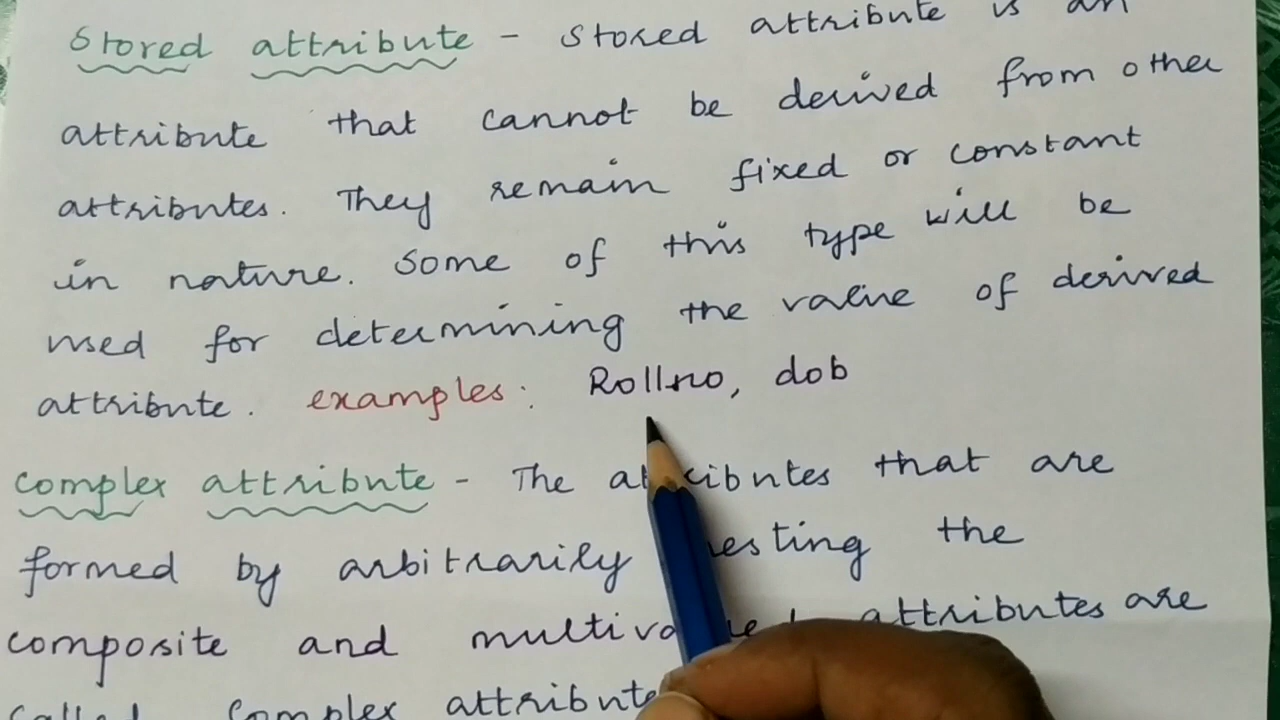 Stored attribute - Stored attribute is an
attribute that cannot be derived from other
attributes. They remain fixed or constant
in nature. Some of this type will be
used for determining the value of derived
attribute. examples: Rollno, dob
Complex attribute - The attributes that are
formed by arbitrarily nesting the
composite and multivalued attributes are
called complex attribute